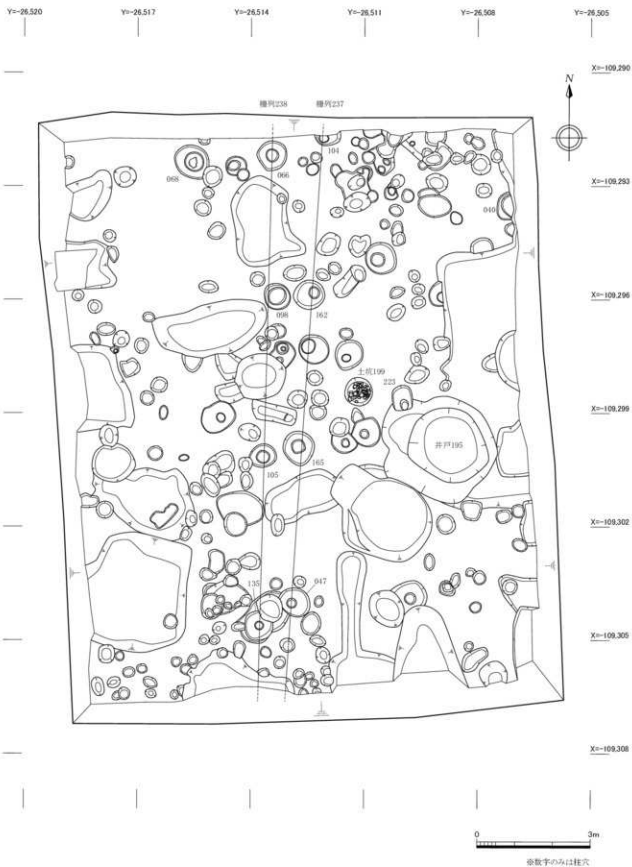 Y=-26,520 Y=-26,517 Y=-26,514 Y=-26,511 Y=-26,508 Y=-26,505
X=-109,290
N
柵列238 柵列237
104
068
066
X=-109,293
040
X=-109,296
098
162
土坑199
223
X=-109,299
井戸195
105
165
X=-109,302
135
047
X=-109,305
X=-109,308
0 3m
※数字のみは柱穴